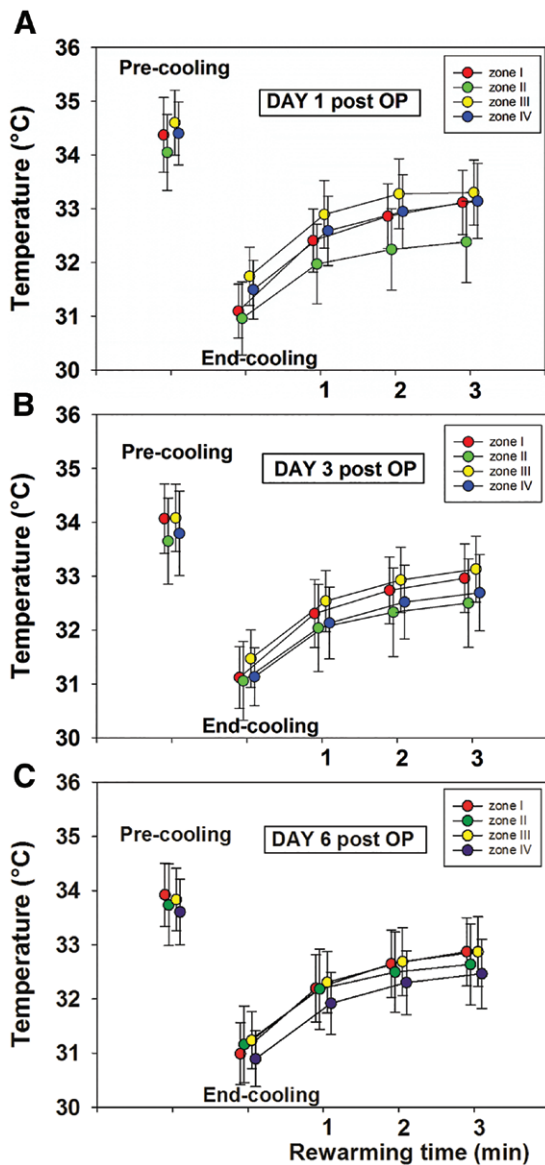 A
Temperature (°C)
36
35
34
33
32
31
30
Pre-cooling
DAY 1 post OP
zone I
zone II
zone III
zone IV
End-cooling
1
2
3
B
Temperature (°C)
36
35
34
33
32
31
30
Pre-cooling
DAY 3 post OP
zone I
zone II
zone III
zone IV
End-cooling
1
2
3
C
Temperature (°C)
36
35
34
33
32
31
30
Pre-cooling
DAY 6 post OP
zone I
zone II
zone III
zone IV
End-cooling
1
2
3
Rewarming time (min)